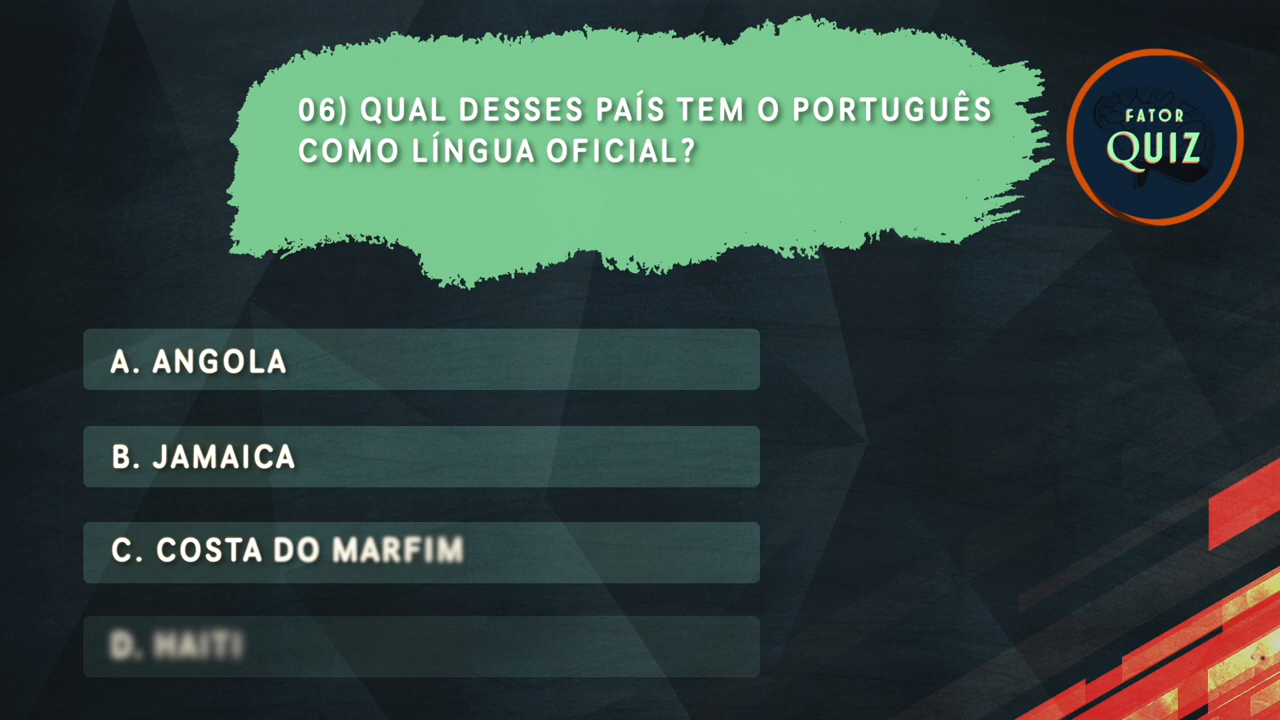 06) QUAL DESSES PAÍS TEM O PORTUGUÊS
COMO LÍNGUA OFICIAL?
FATOR
QUIZ
A. ANGOLA
B. JAMAICA
C. COSTA DO MARFIM
D. HAITI